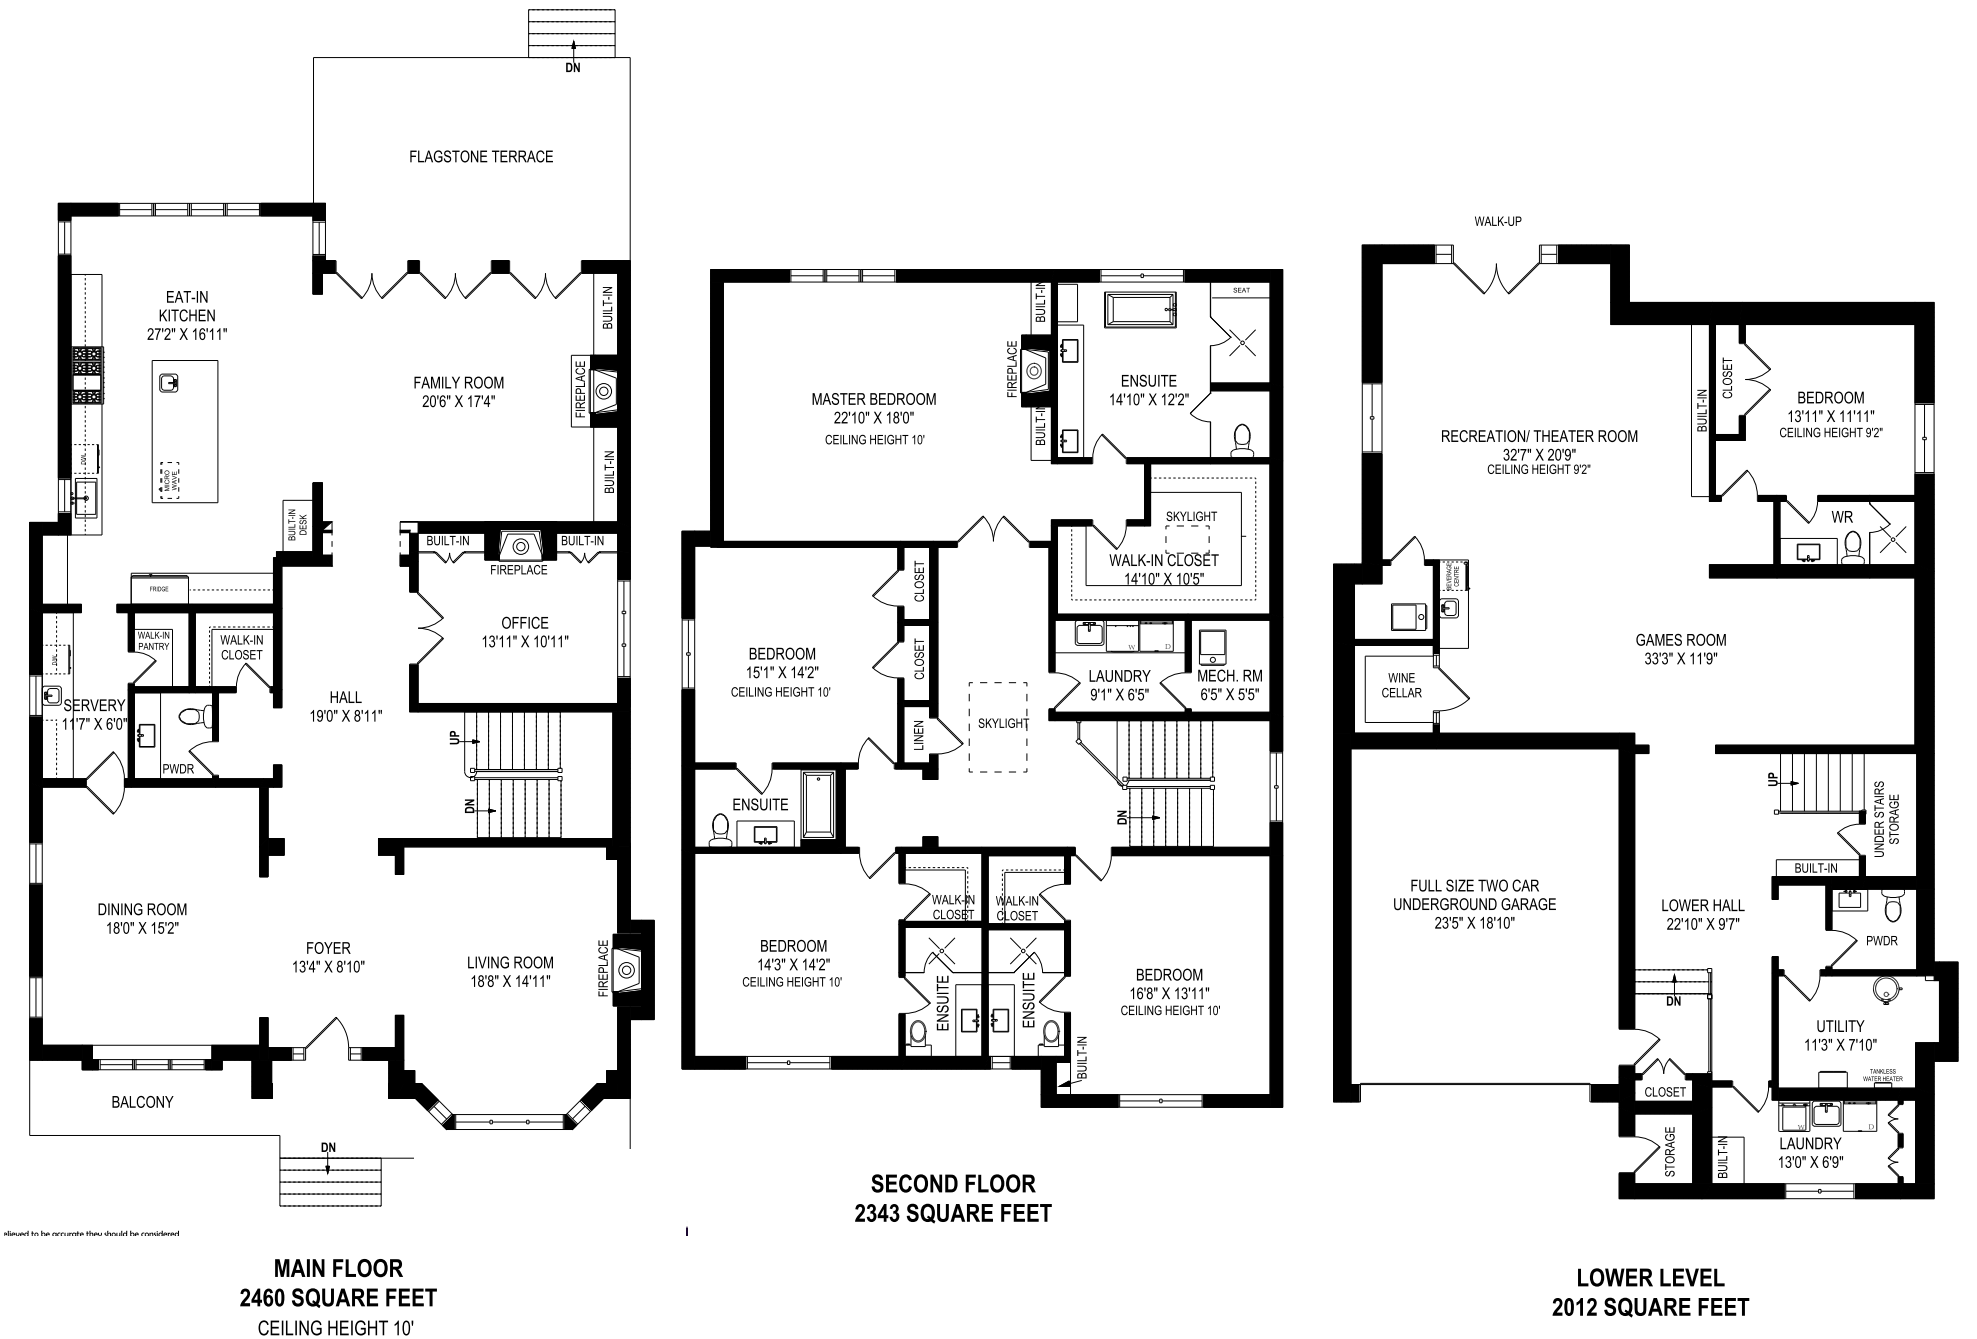 DN
FLAGSTONE TERRACE
EAT-IN
KITCHEN
27'2" X 16'11"
BUILT-IN
FAMILY ROOM
20'6" X 17'4"
FIREPLACE
BUILT-IN
MICRO
WAVE
D\W
BUILT-IN
DESK
BUILT-IN
BUILT-IN
FIREPLACE
FRIDGE
OFFICE
13'11" X 10'11"
WALK-IN
PANTRY
WALK-IN
CLOSET
D\W
SERVERY
11'7" X 6'0"
HALL
19'0" X 8'11"
PWDR
UP
DN
DINING ROOM
18'0" X 15'2"
FOYER
13'4" X 8'10"
LIVING ROOM
18'8" X 14'11"
FIREPLACE
BALCONY
DN
elieved to be accurate they should be considered
MAIN FLOOR
2460 SQUARE FEET
CEILING HEIGHT 10'
BUILT-IN
SEAT
FIREPLACE
MASTER BEDROOM
22'10" X 18'0"
CEILING HEIGHT 10'
ENSUITE
14'10" X 12'2"
BUILT-IN
SKYLIGHT
WALK-IN CLOSET
14'10" X 10'5"
CLOSET
BEDROOM
15'1" X 14'2"
CEILING HEIGHT 10'
CLOSET
LAUNDRY
9'1" X 6'5"
W
D
MECH. RM
6'5" X 5'5"
LINEN
SKYLIGHT
ENSUITE
DN
WALK-IN
CLOSET
WALK-IN
CLOSET
BEDROOM
14'3" X 14'2"
CEILING HEIGHT 10'
ENSUITE
ENSUITE
BEDROOM
16'8" X 13'11"
CEILING HEIGHT 10'
BUILT-IN
SECOND FLOOR
2343 SQUARE FEET
WALK-UP
CLOSET
BEDROOM
13'11" X 11'11"
CEILING HEIGHT 9'2"
BUILT-IN
RECREATION/ THEATER ROOM
32'7" X 20'9"
CEILING HEIGHT 9'2"
WR
BEVERAGE
CENTRE
GAMES ROOM
33'3" X 11'9"
WINE
CELLAR
UP
UNDER STAIRS
STORAGE
BUILT-IN
FULL SIZE TWO CAR
UNDERGROUND GARAGE
23'5" X 18'10"
LOWER HALL
22'10" X 9'7"
PWDR
DN
UTILITY
11'3" X 7'10"
TANKLESS
WATER HEATER
CLOSET
W
D
STORAGE
BUILT-IN
LAUNDRY
13'0" X 6'9"
LOWER LEVEL
2012 SQUARE FEET